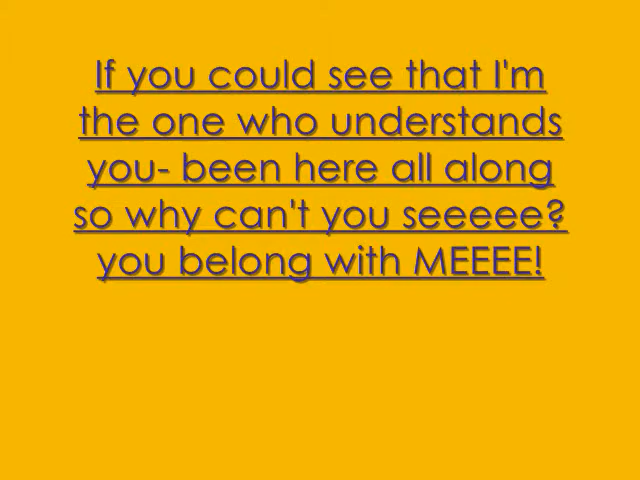 If you could see that I'm
the one who understands
you- been here all along
so why can't you seeeee?
you belong with MEEEE!